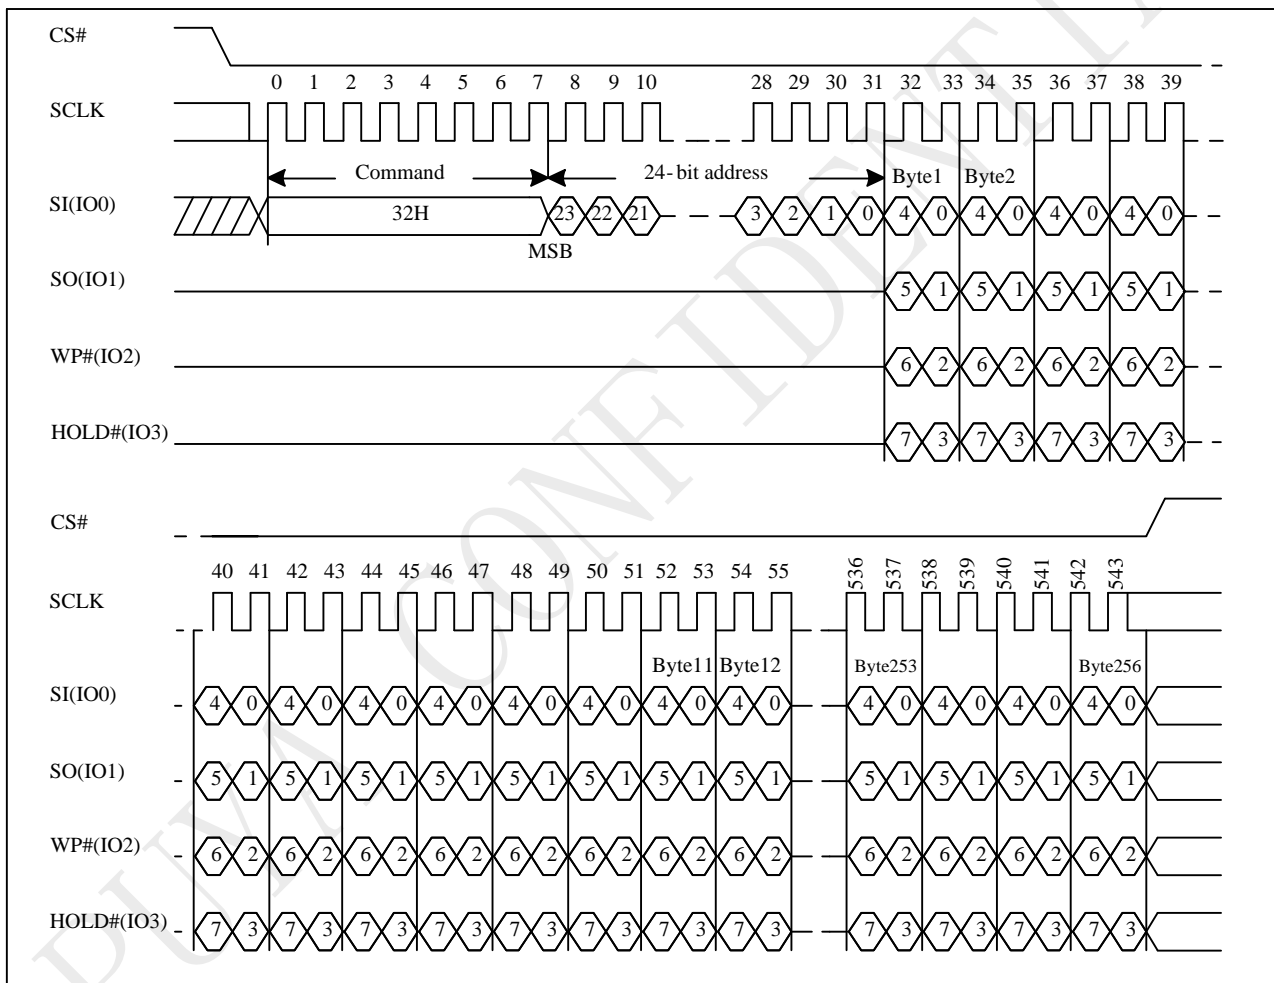 CS#
0 1 2 3 4 5 6 7 8 9 10 28 29 30 31 32 33 34 35 36 37 38 39
SCLK
Command 24-bit address Byte1 Byte2
SI(IO0) 32H 23 22 21 3 2 1 0 4 0 4 0 4 0 4 0
MSB
SO(IO1) 5 1 5 1 5 1 5 1
WP#(IO2) 6 2 6 2 6 2 6 2
HOLD#(IO3) 7 3 7 3 7 3 7 3
CS#
40 41 42 43 44 45 46 47 48 49 50 51 52 53 54 55 536 537 538 539 540 541 542 543
SCLK
Byte11 Byte12 Byte253 Byte256
SI(IO0) 4 0 4 0 4 0 4 0 4 0 4 0 4 0 4 0 4 0 4 0 4 0 4 0
SO(IO1) 5 1 5 1 5 1 5 1 5 1 5 1 5 1 5 1 5 1 5 1 5 1 5 1
WP#(IO2) 6 2 6 2 6 2 6 2 6 2 6 2 6 2 6 2 6 2 6 2 6 2 6 2
HOLD#(IO3) 7 3 7 3 7 3 7 3 7 3 7 3 7 3 7 3 7 3 7 3 7 3 7 3
PUYA CONFIDENTIA